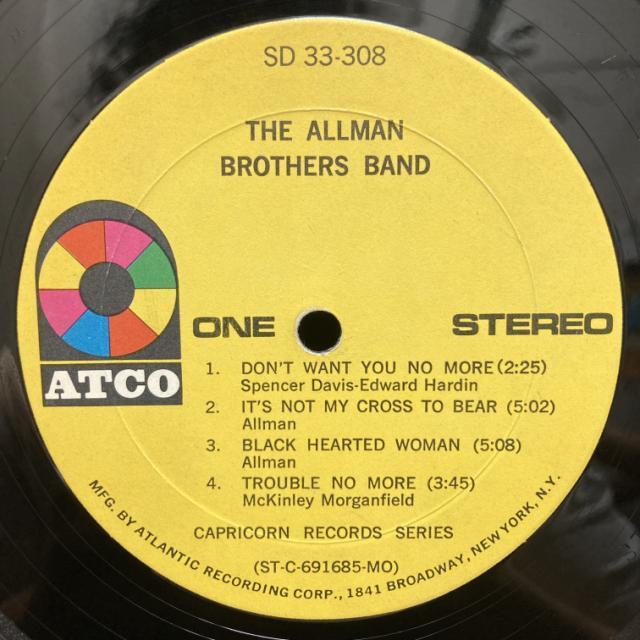 SD 33-308
THE ALLMAN
BROTHERS BAND
ATCO
ONE
STEREO
1. DON'T WANT YOU NO MORE (2:25)
Spencer Davis-Edward Hardin
2. IT'S NOT MY CROSS TO BEAR (5:02)
Allman
3. BLACK HEARTED WOMAN (5:08)
Allman
4. TROUBLE NO MORE (3:45)
McKinley Morganfield
CAPRICORN RECORDS SERIES
(ST-C-691685-MO)
MFG. BY ATLANTIC RECORDING CORP., 1841 BROADWAY, NEW YORK, N.Y.